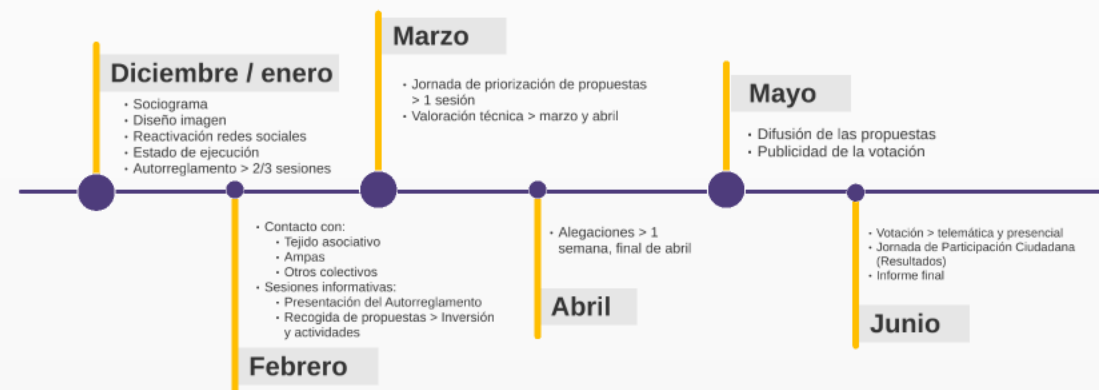 Diciembre / enero
• Sociograma
• Diseño imagen
• Reactivación redes sociales
• Estado de ejecución
• Autorreglamento > 2/3 sesiones
• Contacto con:
• Tejido asociativo
• Ampas
• Otros colectivos
• Sesiones informativas:
• Presentación del Autorreglamento
• Recogida de propuestas > Inversión
y actividades
Febrero
Marzo
• Jornada de priorización de propuestas
> 1 sesión
• Valoración técnica > marzo y abril
• Alegaciones > 1
semana, final de abril
Abril
Mayo
• Difusión de las propuestas
• Publicidad de la votación
• Votación > telemática y presencial
• Jornada de Participación Ciudadana
(Resultados)
• Informe final
Junio